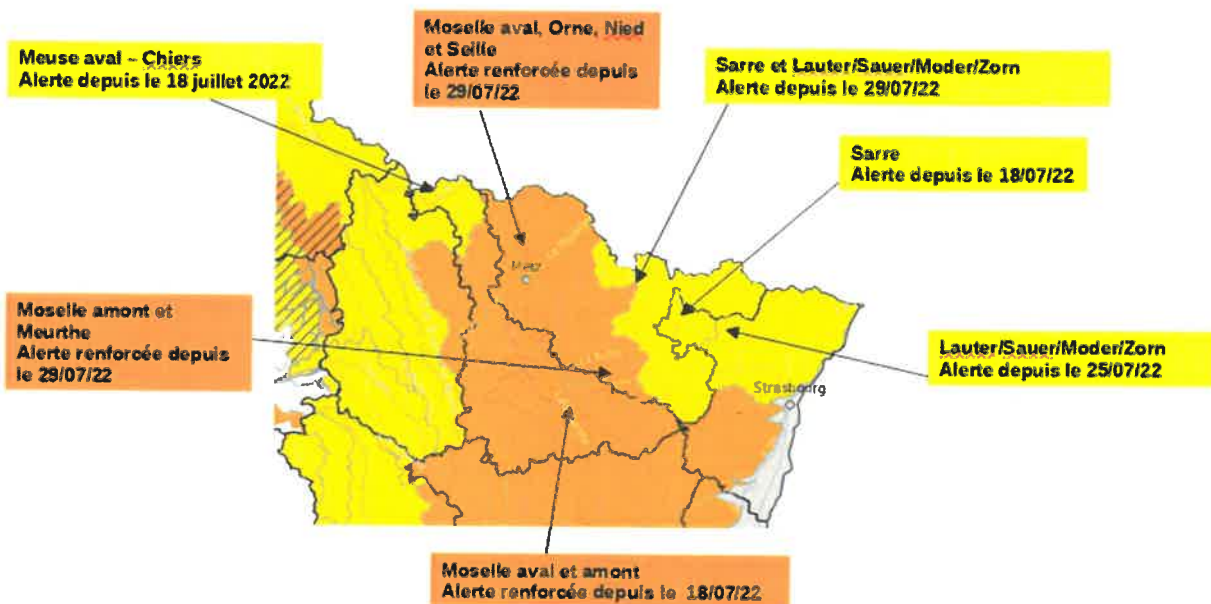 Moselle aval, Orne, Nied
et Seille
Alerte renforcée depuis
le 29/07/22
Meuse aval – Chiers
Alerte depuis le 18 juillet 2022
Sarre et Lauter/Sauer/Moder/Zorn
Alerte depuis le 29/07/22
Sarre
Alerte depuis le 18/07/22
Metz
Moselle amont et
Meurthe
Alerte renforcée depuis
le 29/07/22
Lauter/Sauer/Moder/Zorn
Alerte depuis le 25/07/22
Strasbourg
Moselle aval et amont
Alerte renforcée depuis le 18/07/22